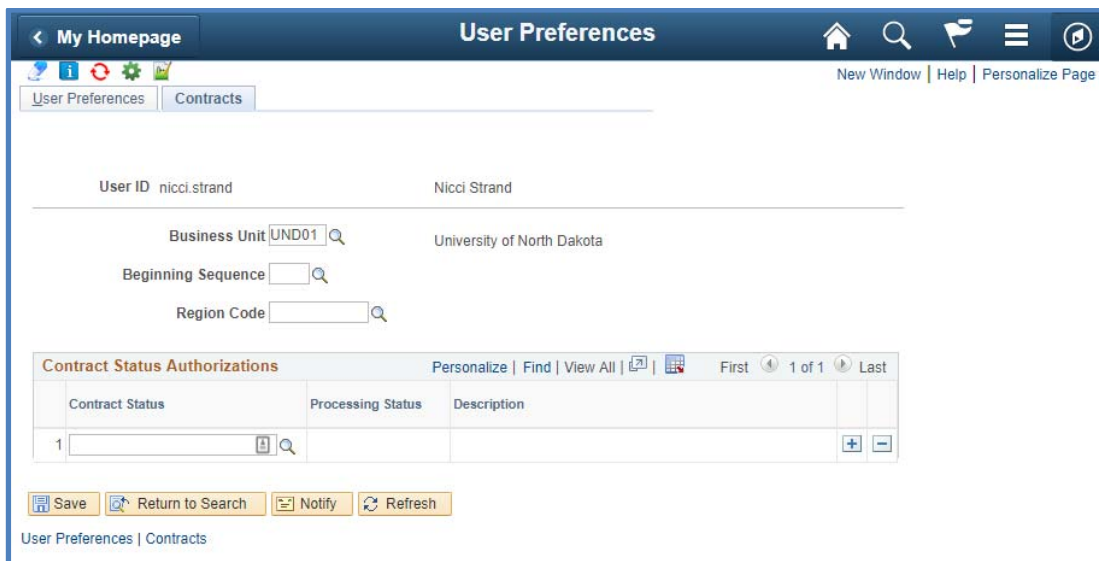 My Homepage
User Preferences
New Window | Help | Personalize Page
User Preferences
Contracts
User ID nicci.strand Nicci Strand
Business Unit UND01 University of North Dakota
Beginning Sequence
Region Code
Contract Status Authorizations Personalize | Find | View All | First 1 of 1 Last
Contract Status Processing Status Description
1
Save Return to Search Notify Refresh
User Preferences | Contracts